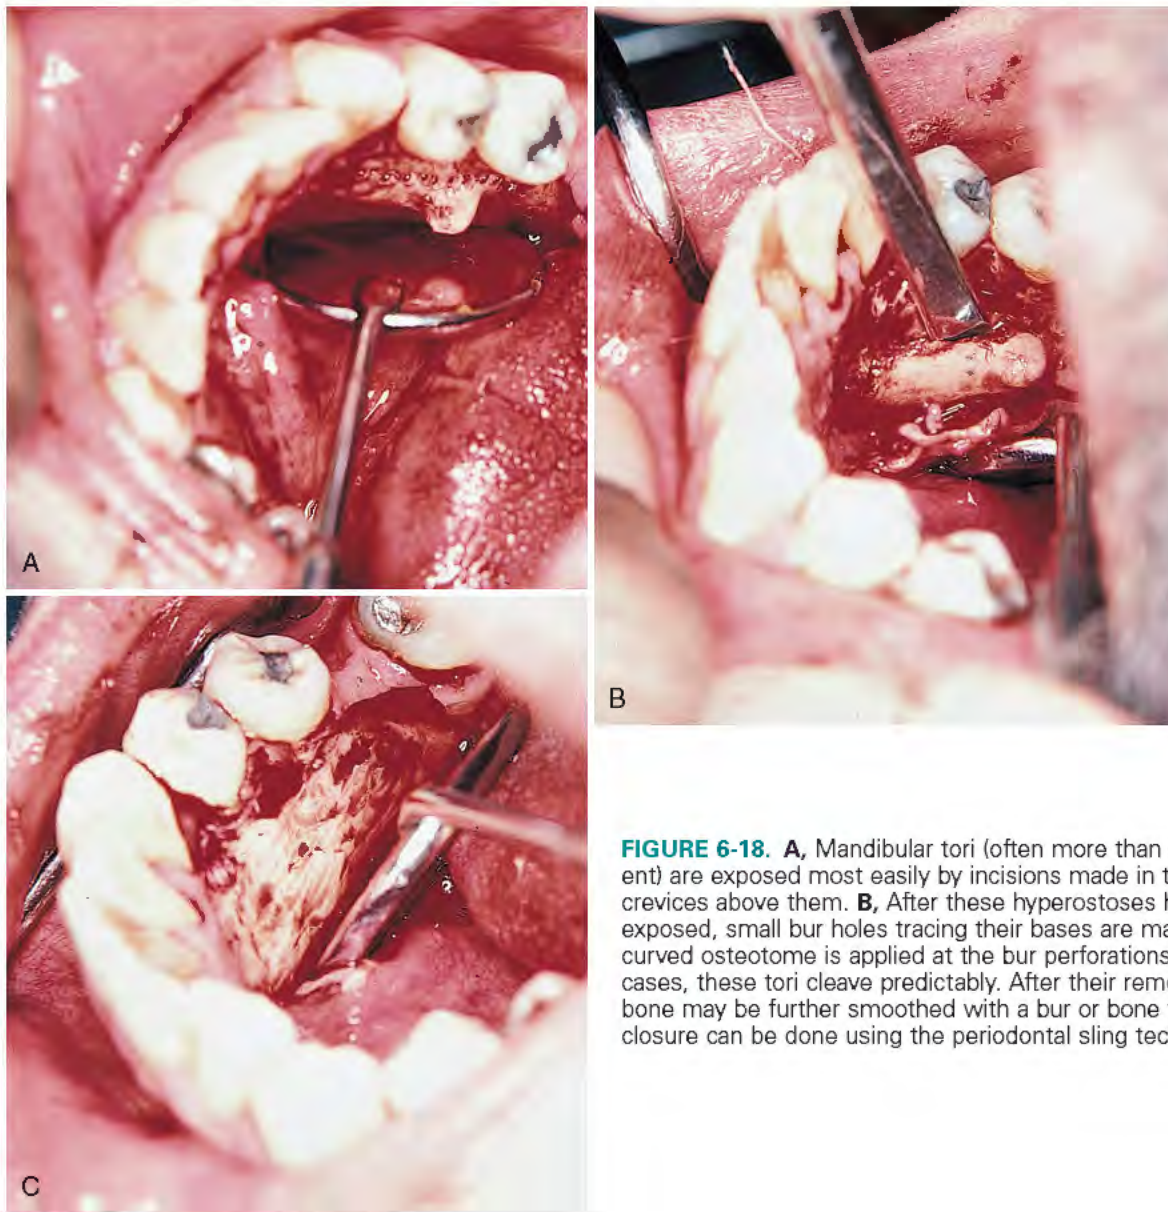 A
B
C
FIGURE 6-18. A, Mandibular tori (often more than
ent) are exposed most easily by incisions made in
crevices above them. B, After these hyperostoses
exposed, small bur holes tracing their bases are
curved osteotome is applied at the bur perforations
cases, these tori cleave predictably. After their
bone may be further smoothed with a bur or bone
closure can be done using the periodontal sling